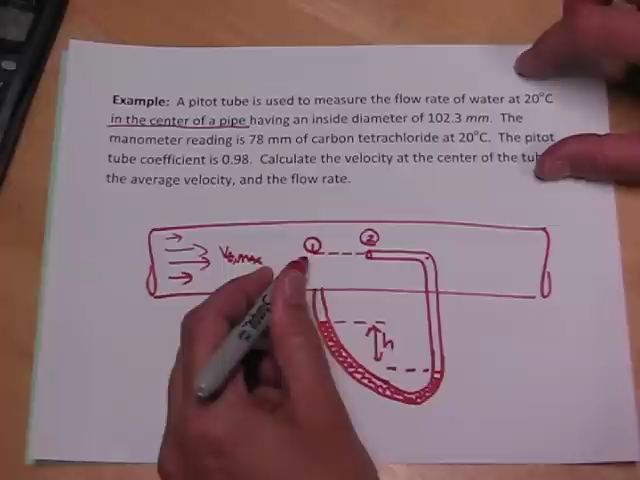 Example: A pitot tube is used to measure the flow rate of water at 20°C
in the center of a pipe having an inside diameter of 102.3 mm. The
manometer reading is 78 mm of carbon tetrachloride at 20°C. The pitot
tube coefficient is 0.98. Calculate the velocity at the center of the
the average velocity, and the flow rate.
① ②
max
h